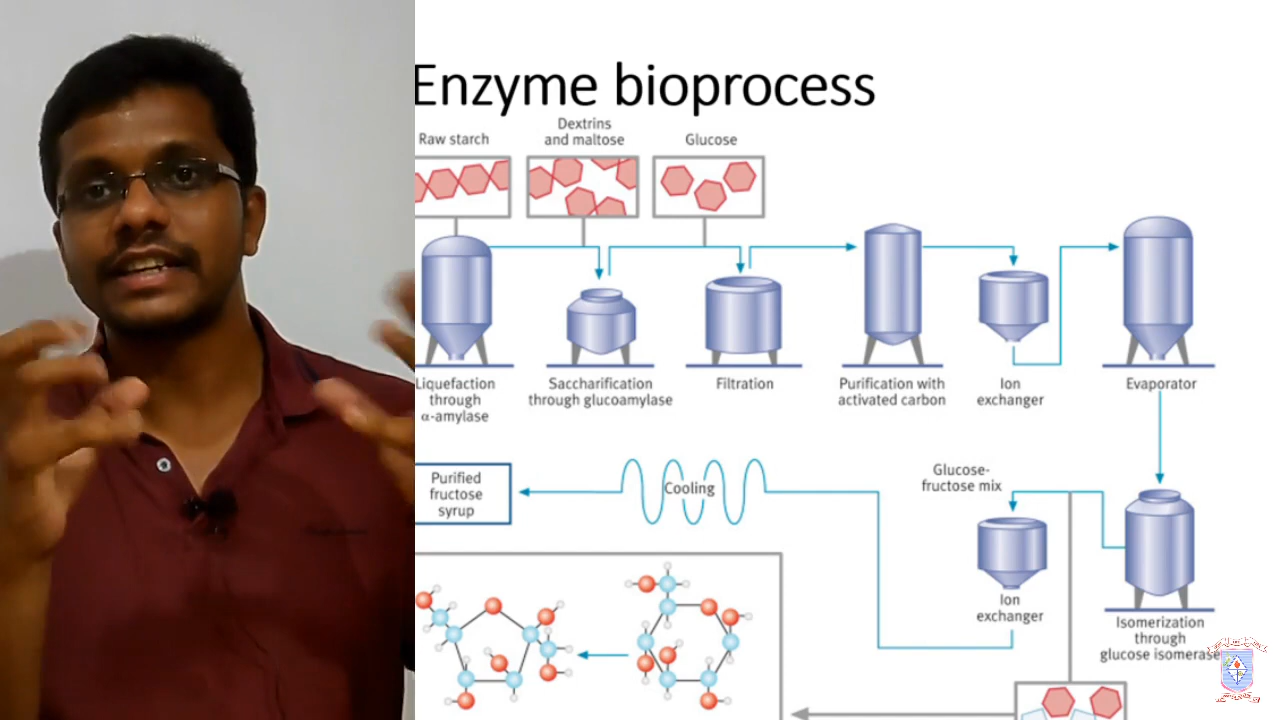 Enzyme bioprocess
Raw starch
Dextrins
and maltose
Glucose
Liquefaction
through
α-amylase
Saccharification
through glucoamylase
Filtration
Purification with
activated carbon
Ion
exchanger
Evaporator
Purified
fructose
syrup
Cooling
Glucose-
fructose mix
Ion
exchanger
Isomerization
through
glucose isomerase